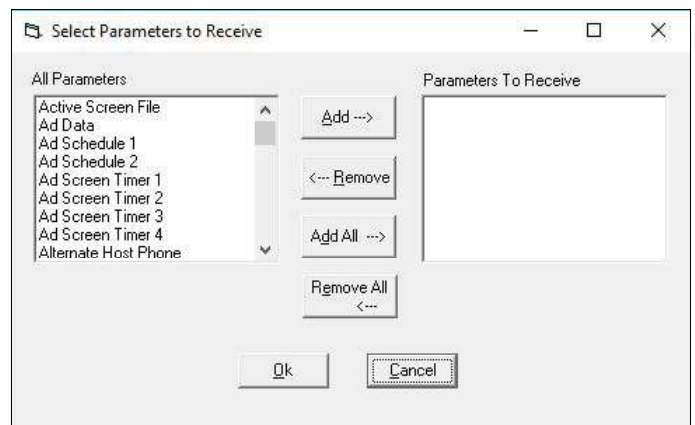 Select Parameters to Receive
All Parameters
Active Screen File
Ad Data
Ad Schedule 1
Ad Schedule 2
Ad Screen Timer 1
Ad Screen Timer 2
Ad Screen Timer 3
Ad Screen Timer 4
Alternate Host Phone
Add --->
<--- Remove
Add All --->
Remove All
<---
Parameters To Receive
Ok
Cancel